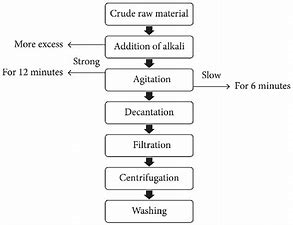 Crude raw material
More excess
Addition of alkali
Strong
For 12 minutes
Agitation
Slow
For 6 minutes
Decantation
Filtration
Centrifugation
Washing